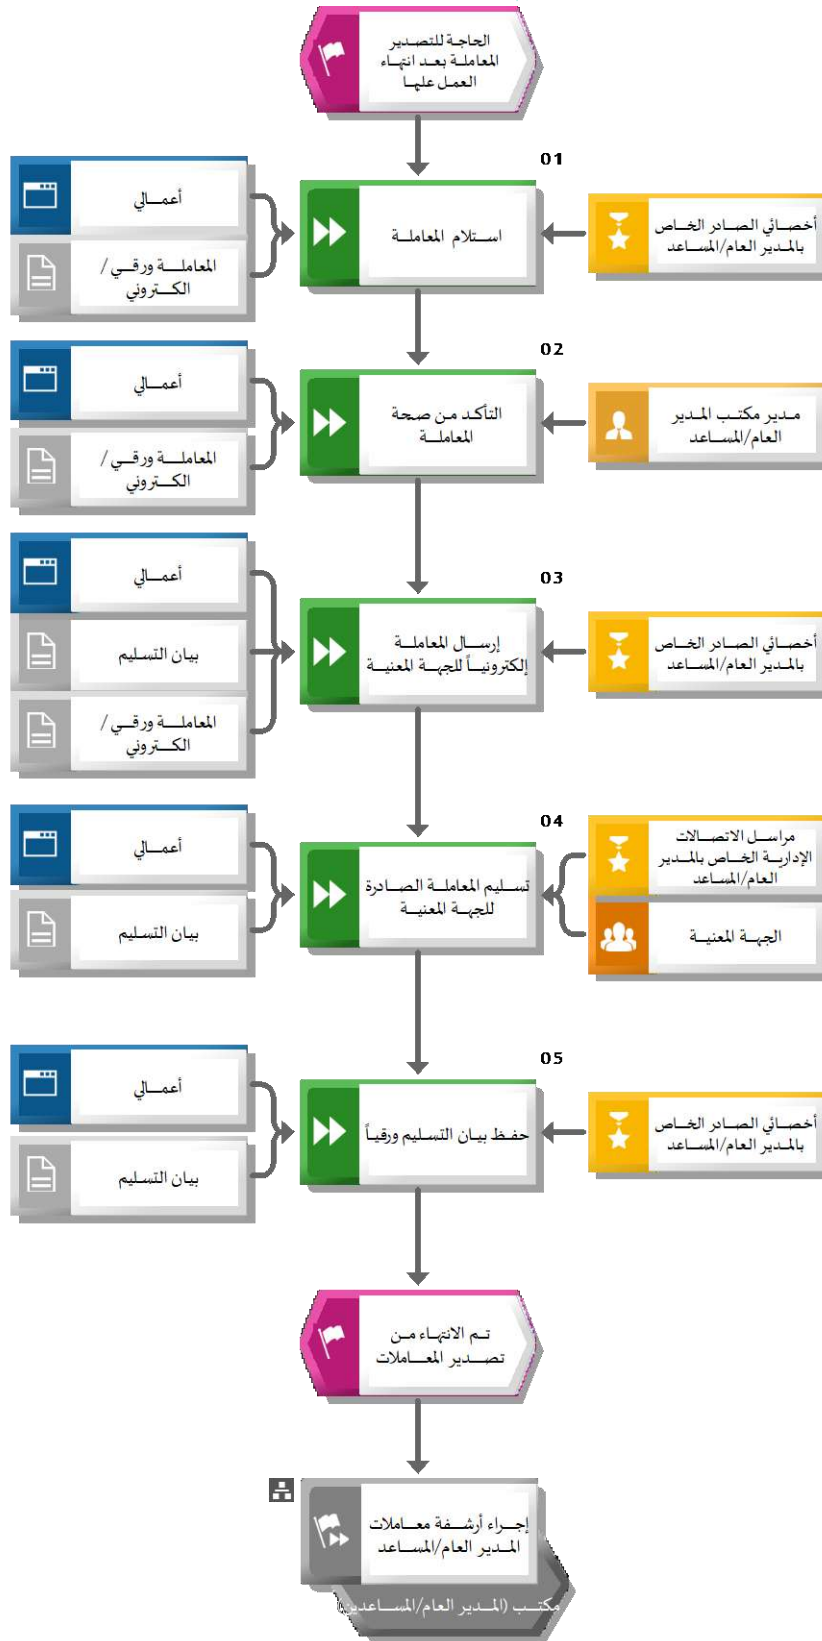 الحاجة للتصدير
المعاملة بعد انتهاء
العمل عليها
01
أخصائي الصادر الخاص
بالمدير العام/المساعد
استلام المعاملة
أعمالي
المعاملة ورقي /
الكتروني
02
مدير مكتب المدير
العام/المساعد
التأكد من صحة
المعاملة
أعمالي
المعاملة ورقي /
الكتروني
03
أخصائي الصادر الخاص
بالمدير العام/المساعد
إرسال المعاملة
إلكترونياً للجهة المعنية
أعمالي
بيان التسليم
المعاملة ورقي /
الكتروني
04
مراسل الاتصالات
الإدارية الخاص بالمدير
العام/المساعد
الجهة المعنية
تسليم المعاملة الصادرة
للجهة المعنية
أعمالي
بيان التسليم
05
أخصائي الصادر الخاص
بالمدير العام/المساعد
حفظ بيان التسليم ورقياً
أعمالي
بيان التسليم
تم الانتهاء من
تصدير المعاملات
إجراء أرشفة معاملات
المدير العام/المساعد
مكتب (المدير العام/المساعدين)